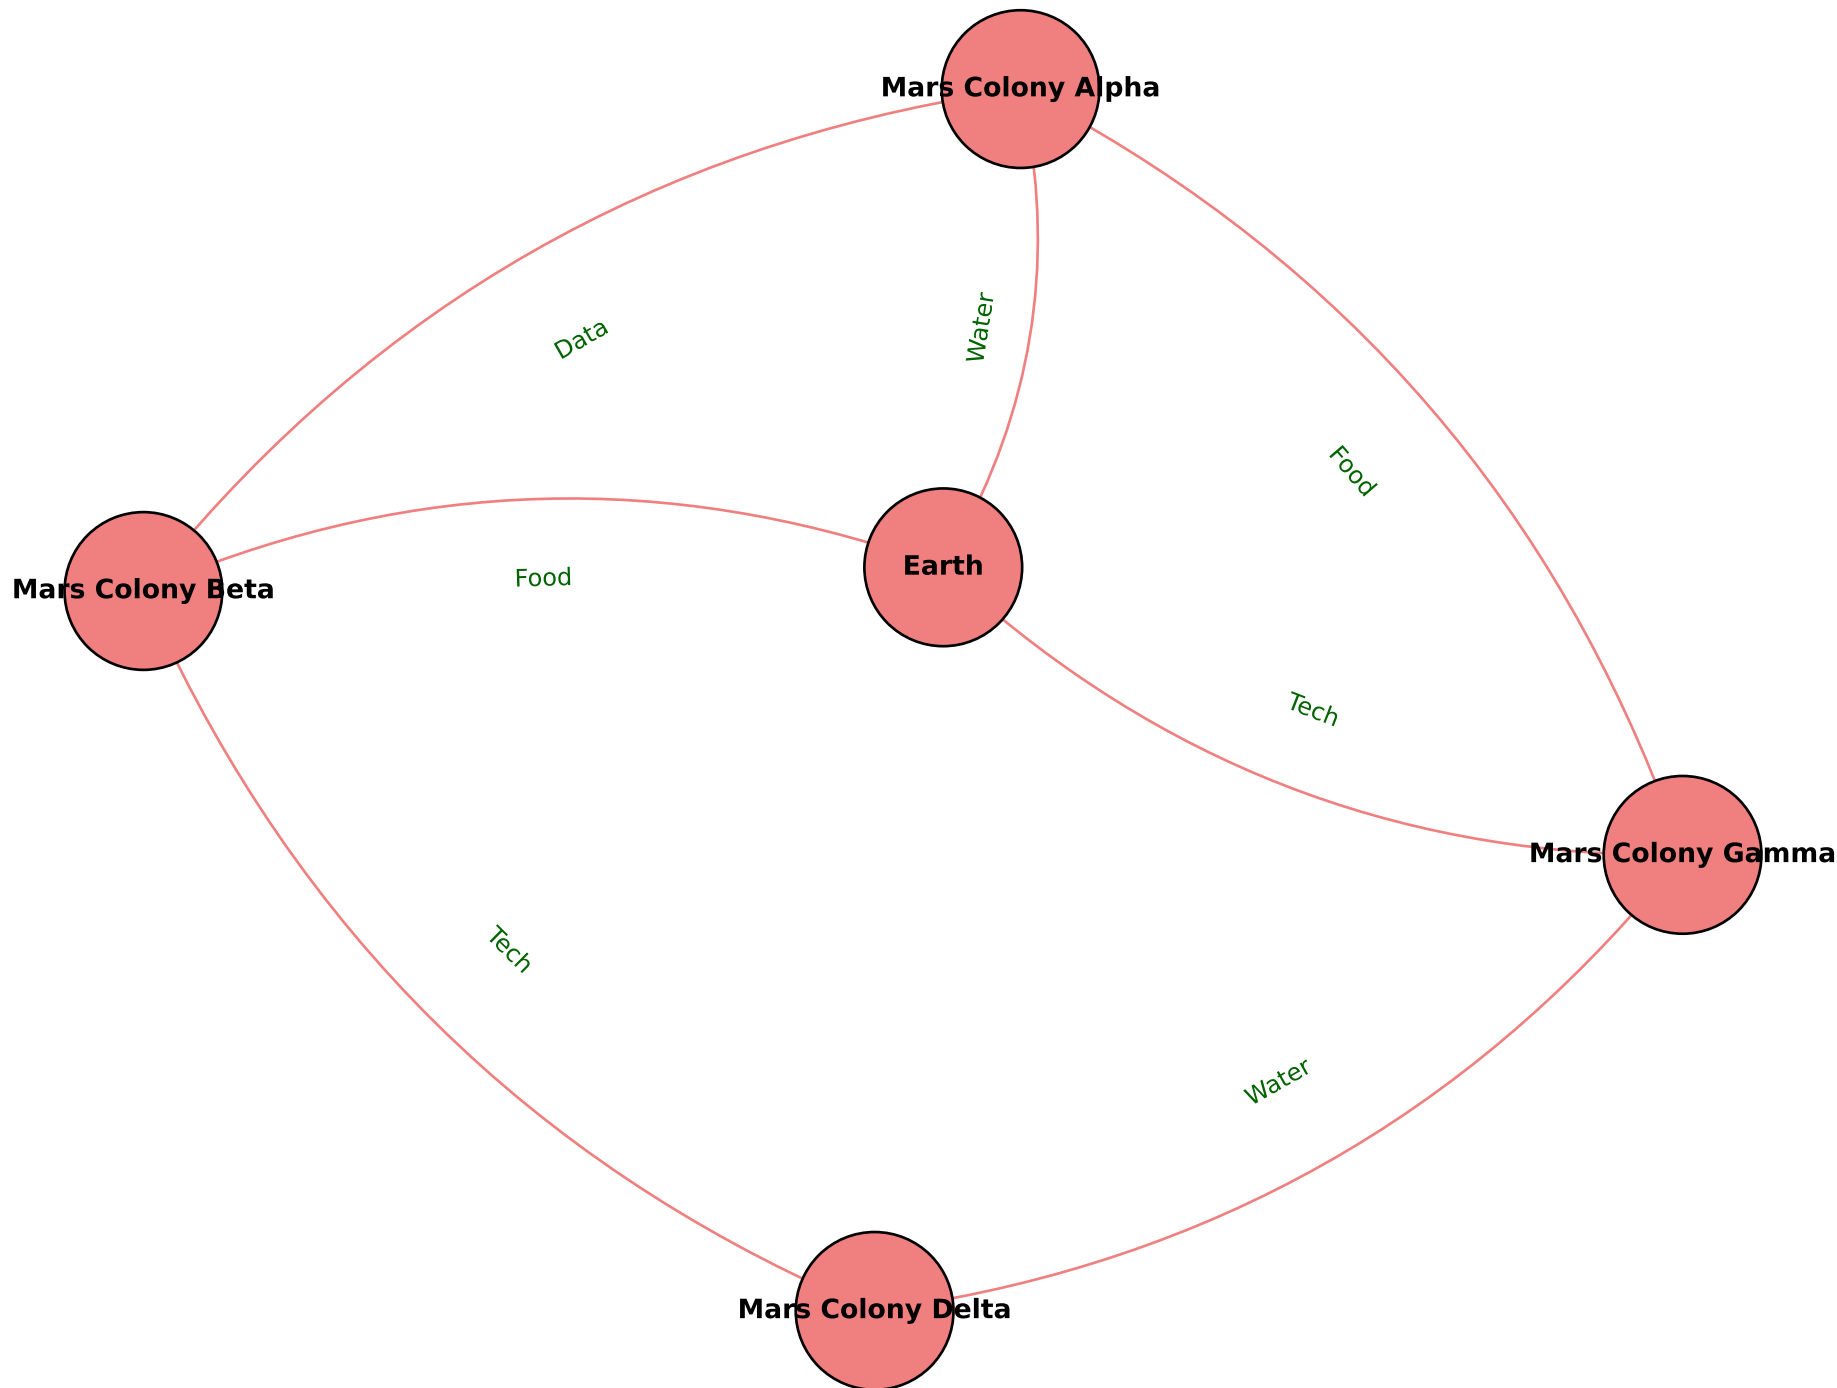 Mars Colony Alpha
Water
Data
Food
Earth
Food
Mars Colony Beta
Tech
Mars Colony Gamma
Tech
Water
Mars Colony Delta